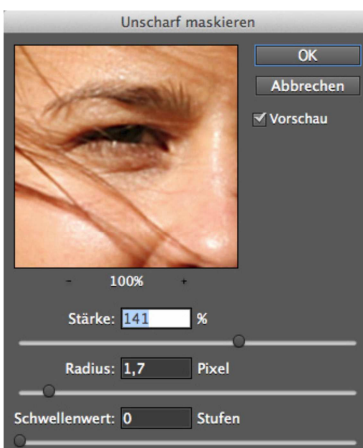 Unscharf maskieren
OK
Abbrechen
Vorschau
- 100% +
Stärke: 141 %
Radius: 1,7 Pixel
Schwellenwert: 0 Stufen